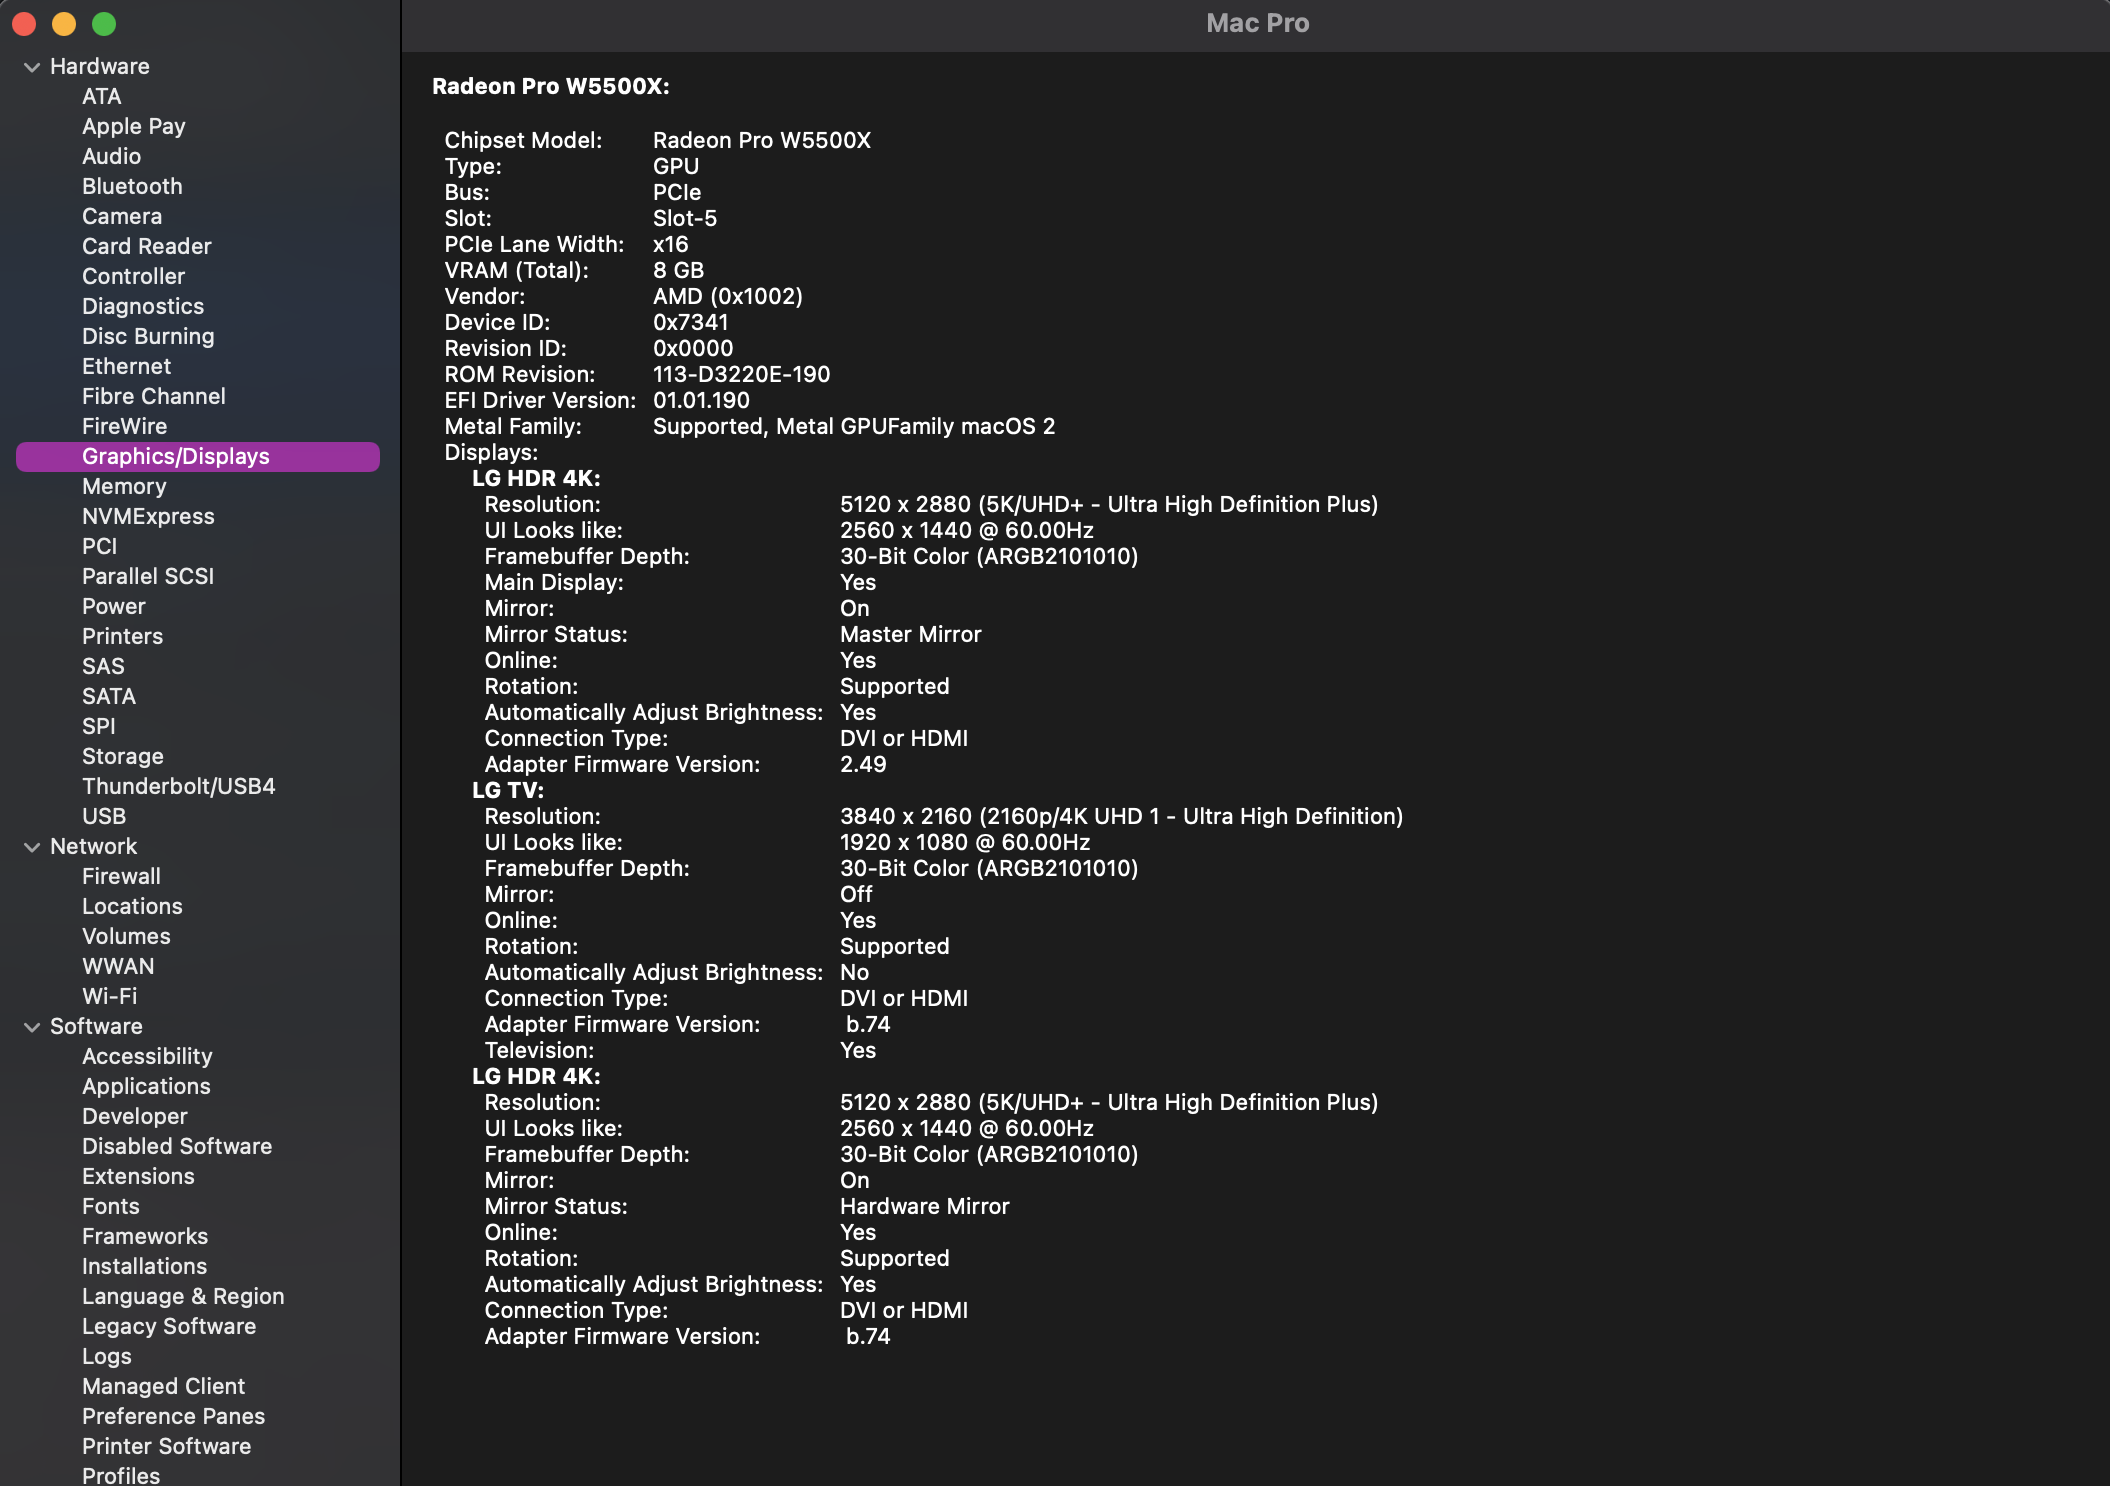 Mac Pro
Hardware
ATA
Apple Pay
Audio
Bluetooth
Camera
Card Reader
Controller
Diagnostics
Disc Burning
Ethernet
Fibre Channel
FireWire
Graphics/Displays
Memory
NVMExpress
PCI
Parallel SCSI
Power
Printers
SAS
SATA
SPI
Storage
Thunderbolt/USB4
USB
Network
Firewall
Locations
Volumes
WWAN
Wi-Fi
Software
Accessibility
Applications
Developer
Disabled Software
Extensions
Fonts
Frameworks
Installations
Language & Region
Legacy Software
Logs
Managed Client
Preference Panes
Printer Software
Profiles
Radeon Pro W5500X:
Chipset Model: Radeon Pro W5500X
Type: GPU
Bus: PCIe
Slot: Slot-5
PCIe Lane Width: x16
VRAM (Total): 8 GB
Vendor: AMD (0x1002)
Device ID: 0x7341
Revision ID: 0x0000
ROM Revision: 113-D3220E-190
EFI Driver Version: 01.01.190
Metal Family: Supported, Metal GPUFamily macOS 2
Displays:
LG HDR 4K:
Resolution: 5120 x 2880 (5K/UHD+ - Ultra High Definition Plus)
UI Looks like: 2560 x 1440 @ 60.00Hz
Framebuffer Depth: 30-Bit Color (ARGB2101010)
Main Display: Yes
Mirror: On
Mirror Status: Master Mirror
Online: Yes
Rotation: Supported
Automatically Adjust Brightness: Yes
Connection Type: DVI or HDMI
Adapter Firmware Version: 2.49
LG TV:
Resolution: 3840 x 2160 (2160p/4K UHD 1 - Ultra High Definition)
UI Looks like: 1920 x 1080 @ 60.00Hz
Framebuffer Depth: 30-Bit Color (ARGB2101010)
Mirror: Off
Online: Yes
Rotation: Supported
Automatically Adjust Brightness: No
Connection Type: DVI or HDMI
Adapter Firmware Version: b.74
Television: Yes
LG HDR 4K:
Resolution: 5120 x 2880 (5K/UHD+ - Ultra High Definition Plus)
UI Looks like: 2560 x 1440 @ 60.00Hz
Framebuffer Depth: 30-Bit Color (ARGB2101010)
Mirror: On
Mirror Status: Hardware Mirror
Online: Yes
Rotation: Supported
Automatically Adjust Brightness: Yes
Connection Type: DVI or HDMI
Adapter Firmware Version: b.74